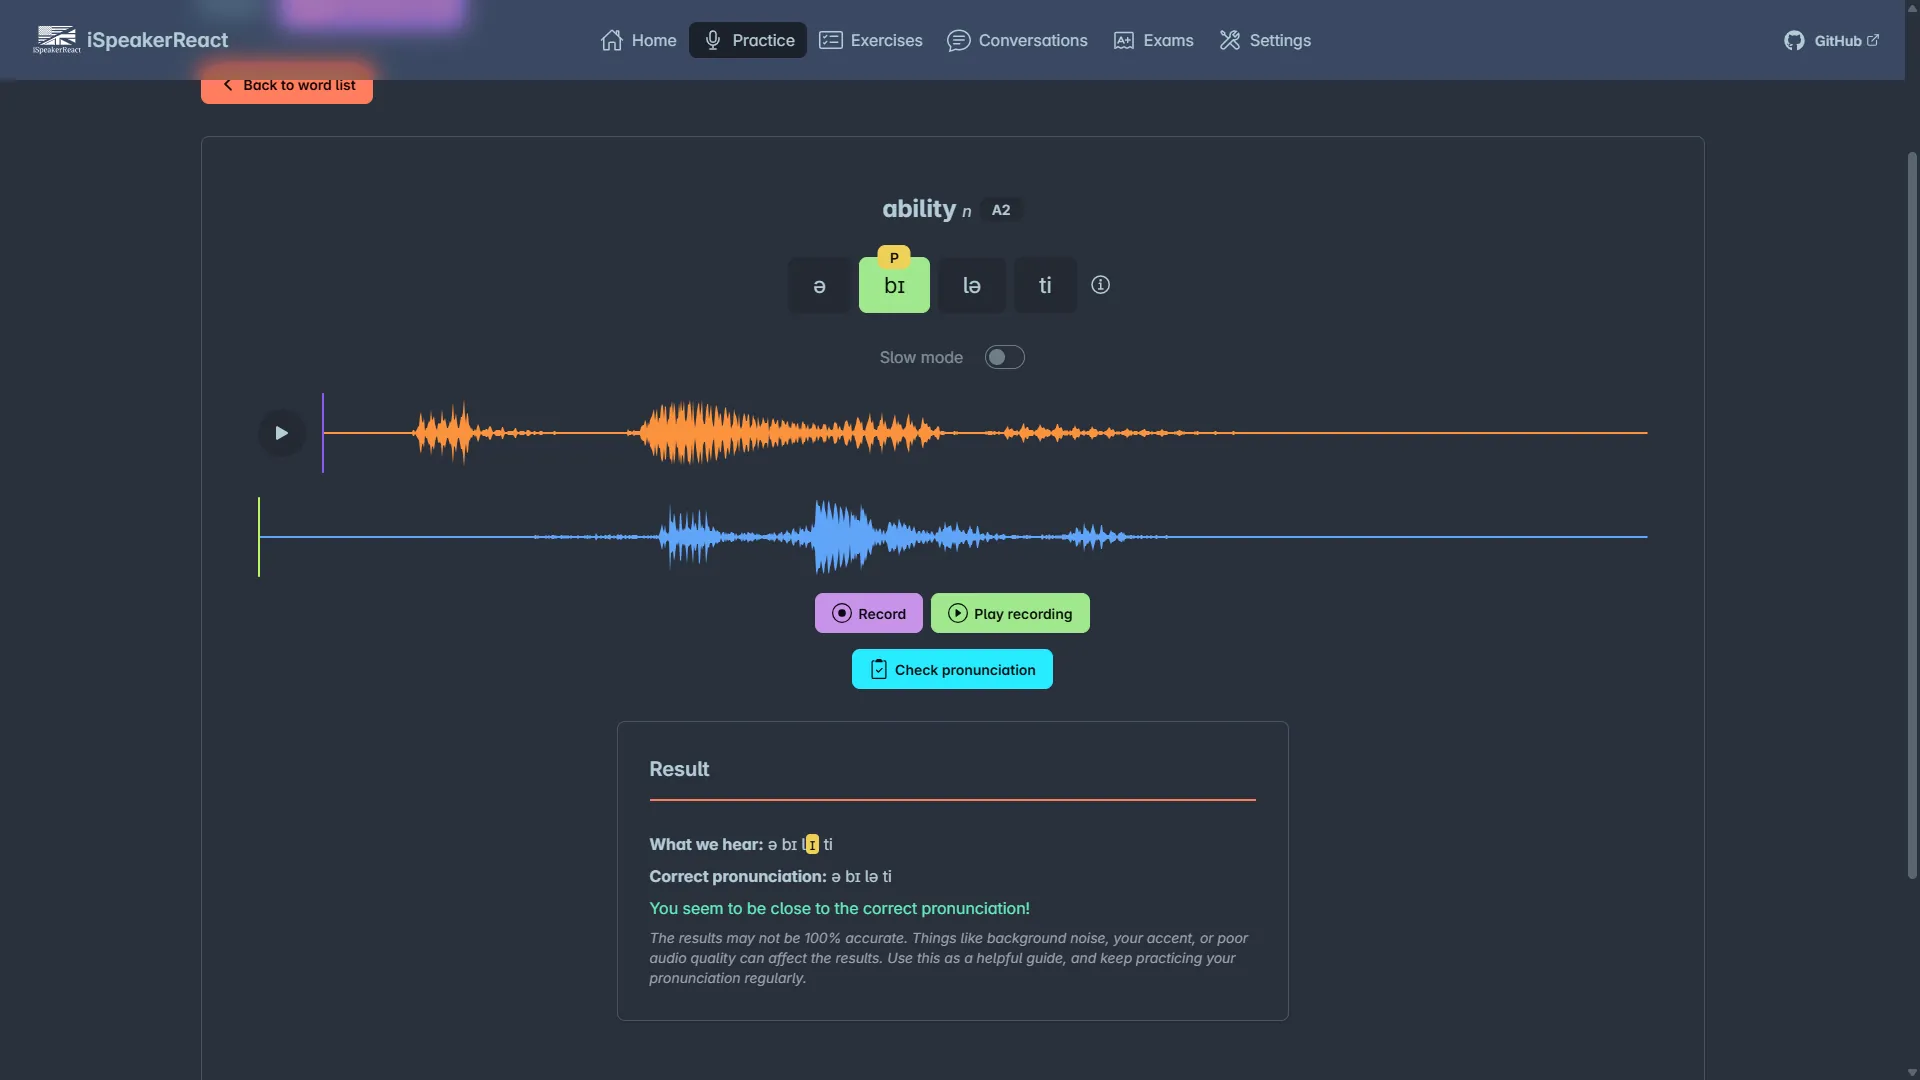 iSpeakerReact
iSpeakerReact
Home
Practice
Exercises
Conversations
Exams
Settings
GitHub
Back to word list
ability n A2
P
ə
bɪ
lə
ti
Slow mode
Record
Play recording
Check pronunciation
Result
What we hear: ə bɪ lɪ ti
Correct pronunciation: ə bɪ lə ti
You seem to be close to the correct pronunciation!
The results may not be 100% accurate. Things like background noise, your accent, or poor
audio quality can affect the results. Use this as a helpful guide, and keep practicing your
pronunciation regularly.